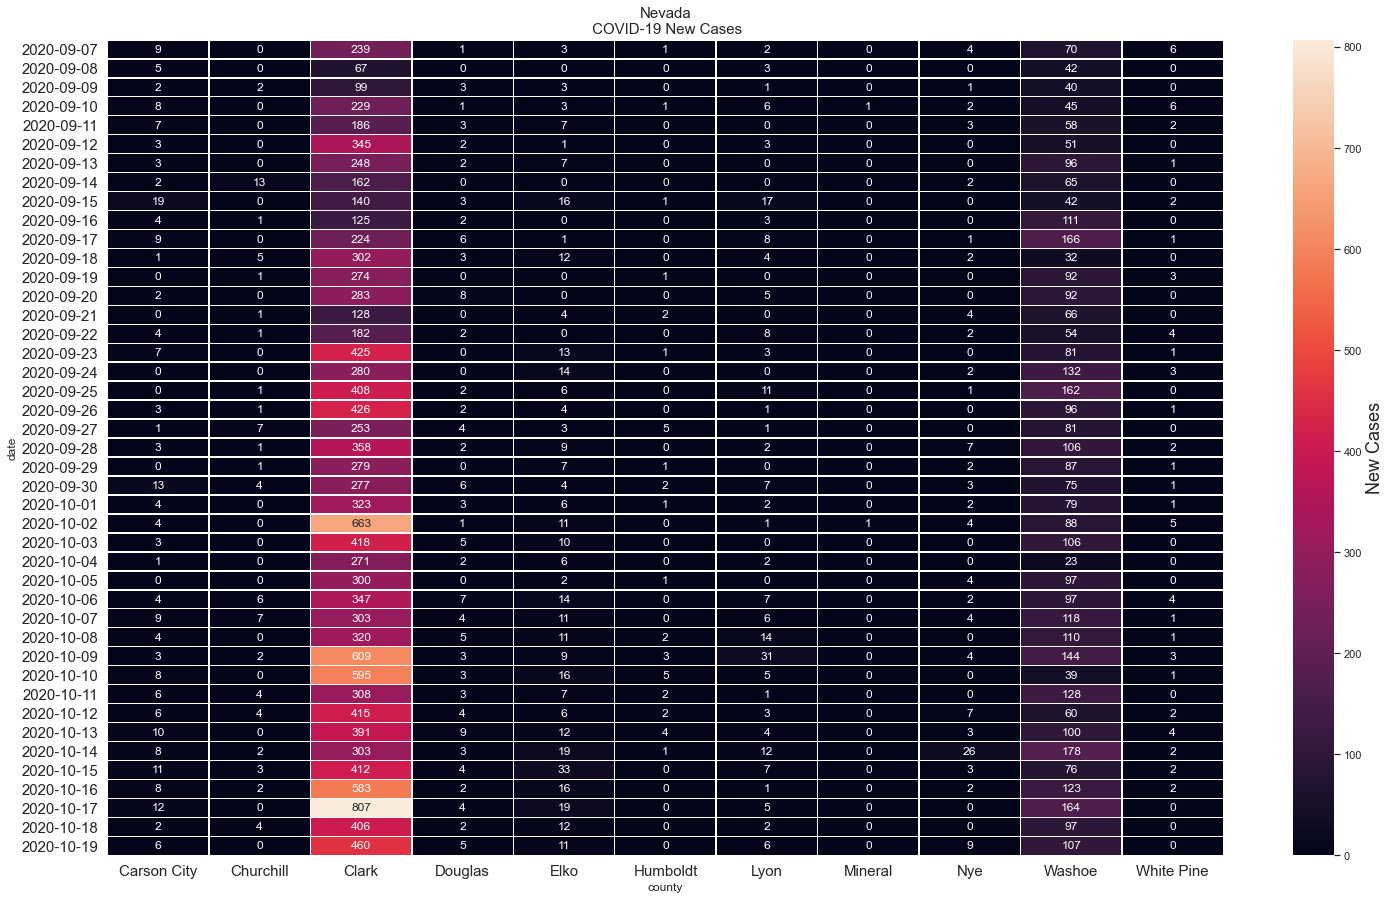 Nevada
COVID-19 New Cases
2020-09-07 9 0 239 1 3 1 2 0 4 70 6
2020-09-08 5 0 67 0 0 0 3 0 0 42 0
2020-09-09 2 2 99 3 3 0 1 0 1 40 0
2020-09-10 8 0 229 1 3 1 6 1 2 45 6
2020-09-11 7 0 186 3 7 0 0 0 3 58 2
2020-09-12 3 0 345 2 1 0 3 0 0 51 0
2020-09-13 3 0 248 2 7 0 0 0 0 96 1
2020-09-14 2 13 162 0 0 0 0 0 2 65 0
2020-09-15 19 0 140 3 16 1 17 0 0 42 2
2020-09-16 4 1 125 2 0 0 3 0 0 111 0
2020-09-17 9 0 224 6 1 0 8 0 1 166 1
2020-09-18 1 5 302 3 12 0 4 0 2 32 0
2020-09-19 0 1 274 0 0 1 0 0 0 92 3
2020-09-20 2 0 283 8 0 0 5 0 0 92 0
2020-09-21 0 1 128 0 4 2 0 0 4 66 0
2020-09-22 4 1 182 2 0 0 8 0 2 54 4
2020-09-23 7 0 425 0 13 1 3 0 0 81 1
2020-09-24 0 0 280 0 14 0 0 0 2 132 3
2020-09-25 0 1 408 2 6 0 11 0 1 162 0
2020-09-26 3 1 426 2 4 0 1 0 0 96 1
2020-09-27 1 7 253 4 3 5 1 0 0 81 0
2020-09-28 3 1 358 2 9 0 2 0 7 106 2
2020-09-29 0 1 279 0 7 1 0 0 2 87 1
2020-09-30 13 4 277 6 4 2 7 0 3 75 1
2020-10-01 4 0 323 3 6 1 2 0 2 79 1
2020-10-02 4 0 663 1 11 0 1 1 4 88 5
2020-10-03 3 0 418 5 10 0 0 0 0 106 0
2020-10-04 1 0 271 2 6 0 2 0 0 23 0
2020-10-05 0 0 300 0 2 1 0 0 4 97 0
2020-10-06 4 6 347 7 14 0 7 0 2 97 4
2020-10-07 9 7 303 4 11 0 6 0 4 118 1
2020-10-08 4 0 320 5 11 2 14 0 0 110 1
2020-10-09 3 2 609 3 9 3 31 0 4 144 3
2020-10-10 8 0 595 3 16 5 5 0 0 39 1
2020-10-11 6 4 308 3 7 2 1 0 0 128 0
2020-10-12 6 4 415 4 6 2 3 0 7 60 2
2020-10-13 10 0 391 9 12 4 4 0 3 100 4
2020-10-14 8 2 303 3 19 1 12 0 26 178 2
2020-10-15 11 3 412 4 33 0 7 0 3 76 2
2020-10-16 8 2 583 2 16 0 1 0 2 123 2
2020-10-17 12 0 807 4 19 0 5 0 0 164 0
2020-10-18 2 4 406 2 12 0 2 0 0 97 0
2020-10-19 6 0 460 5 11 0 6 0 9 107 0
Carson City Churchill Clark Douglas Elko Humboldt Lyon Mineral Nye Washoe White Pine
county
date
800
700
600
500
400
300
200
100
0
New Cases